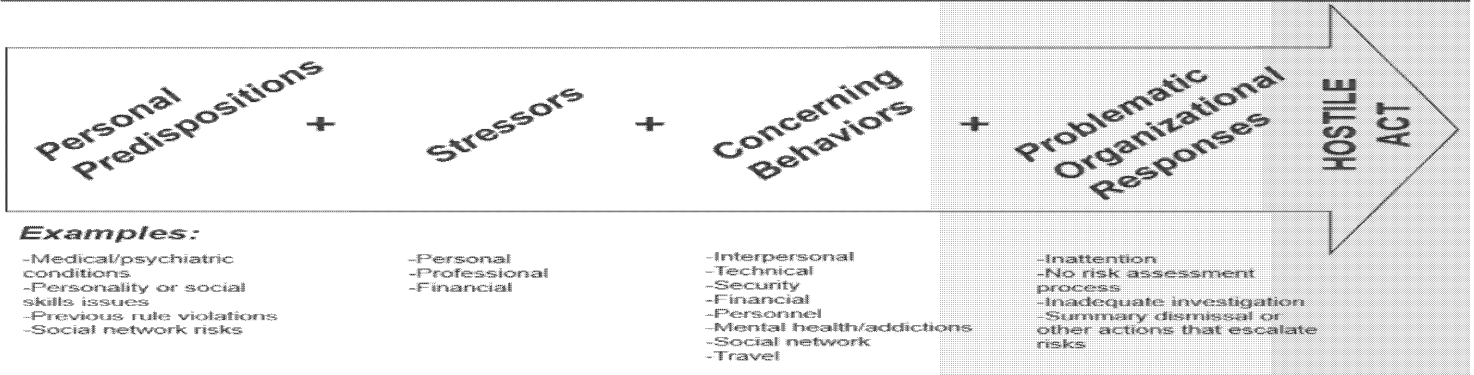 Personal
Predispositions
+
Stressors
+
Concerning
Behaviors
+
Problematic
Organizational
Responses
HOSTILE
ACT
Examples:
-Medical/psychiatric
conditions
-Personality or social
skills issues
-Previous rule violations
-Social network risks
-Personal
-Professional
-Financial
-Interpersonal
-Technical
-Security
-Financial
-Personnel
-Mental health/addictions
-Social network
-Travel
-Inattention
-No risk assessment
process
-Inadequate investigation
-Summary dismissal or
other actions that escalate
risks